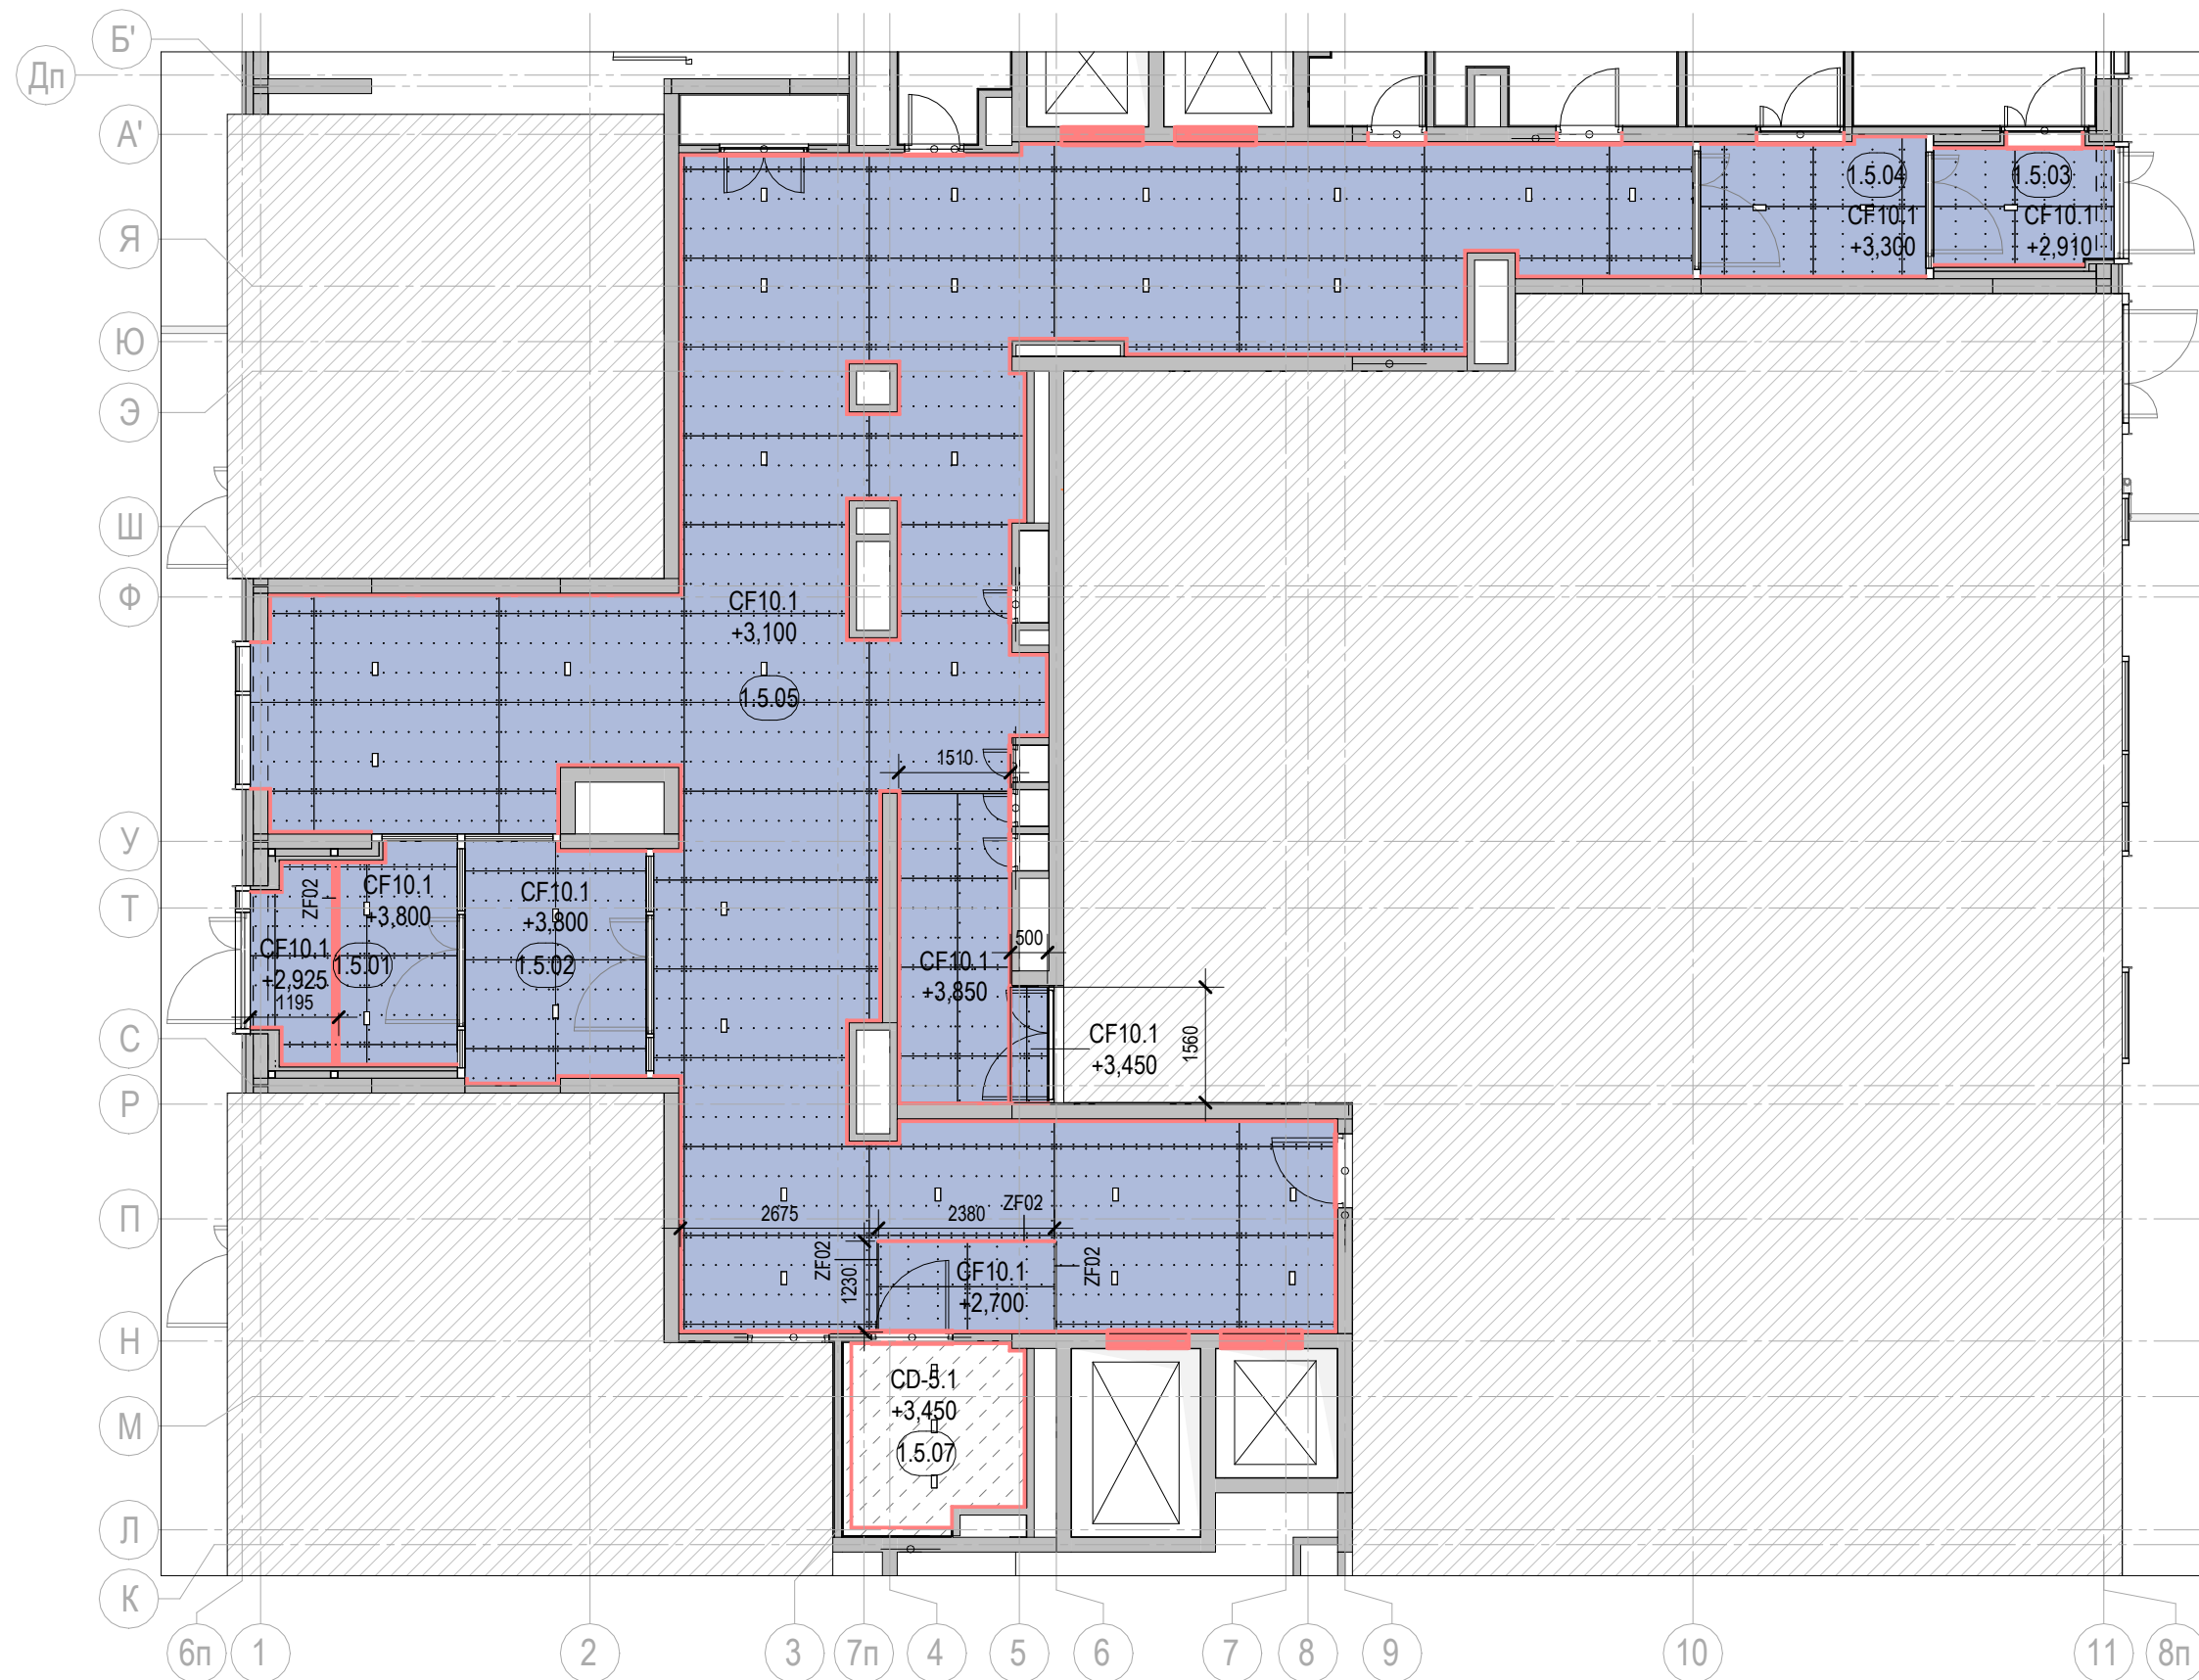 Б'
Дп
А'
Я
Ю
Э
Ш
Ф
У
Т
С
Р
П
Н
М
Л
К
1.5.04
CF10.1
+3,300
1.5.03
CF10.1
+2,910
CF10.1
+3,100
1.5.05
1510
ZF02
CF10.1
+3,800
CF10.1
+3,800
CF10.1
+2,925
1.5.01
1.5.02
1195
500
CF10.1
+3,850
CF10.1
+3,450
1560
2675
2380
ZF02
ZF02
1230
ZF02
CF10.1
+2,700
CD-5.1
+3,450
1.5.07
6п
1
2
3
7п
4
5
6
7
8
9
10
11
8п